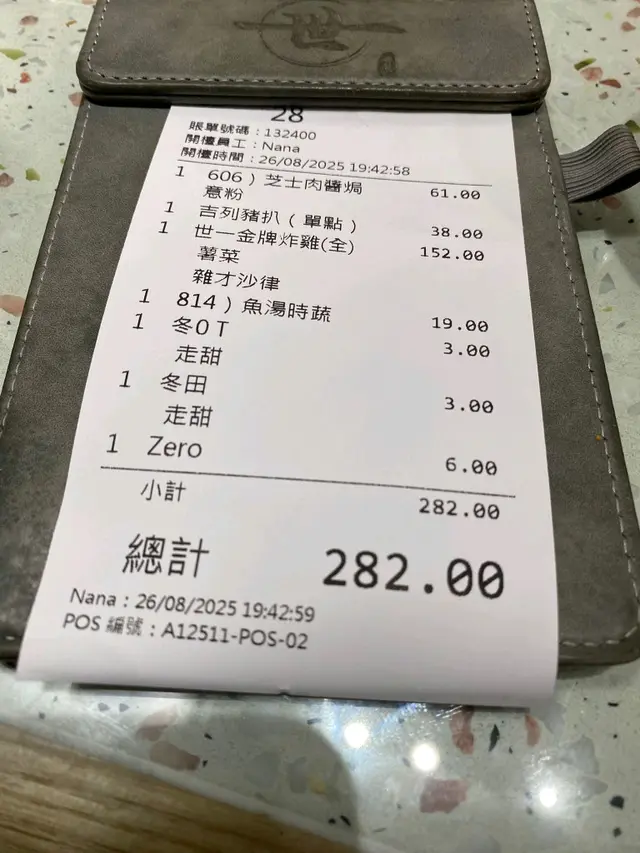 世一
28
賬單號碼：132400
開檯員工：Nana
開檯時間：26/08/2025 19:42:58
1 606）芝士肉醬焗 61.00
薏粉
1 吉列豬扒（單點） 38.00
1 世一金牌炸雞(全) 152.00
薯菜
雜才沙律
1 814）魚湯時蔬 19.00
1 冬0T 3.00
走甜
1 冬田 3.00
走甜
1 Zero 6.00
小計 282.00
總計 282.00
Nana：26/08/2025 19:42:59
POS 編號：A12511-POS-02